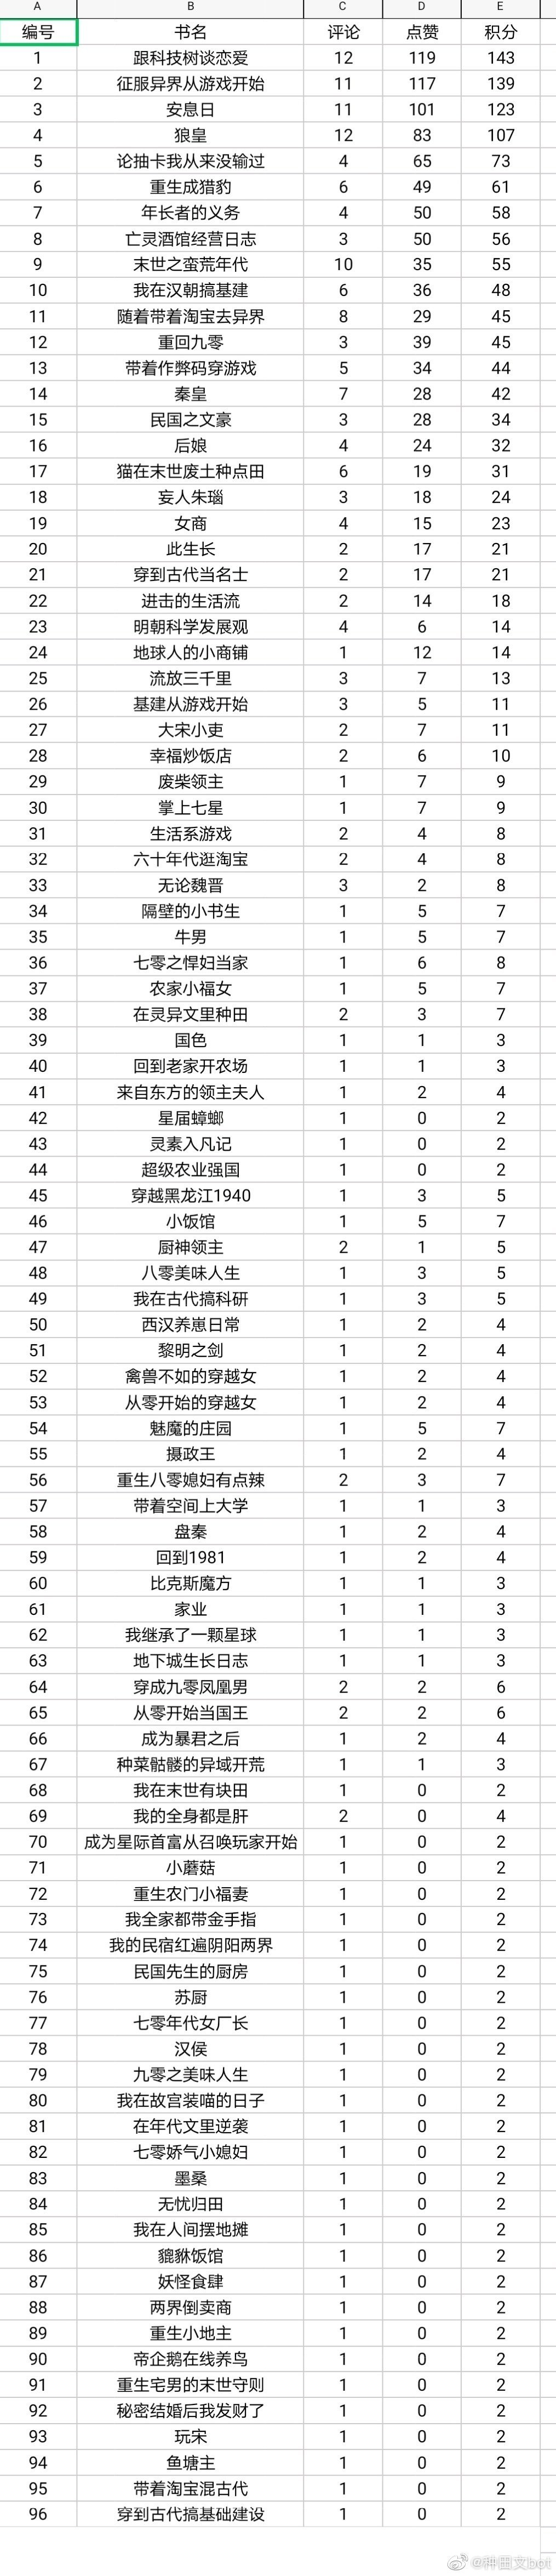 A B C D E
编号 书名 评论 点赞 积分
1 跟科技树谈恋爱 12 119 143
2 征服异界从游戏开始 11 117 139
3 安息日 11 101 123
4 狼皇 12 83 107
5 论抽卡我从来没输过 4 65 73
6 重生成猎豹 6 49 61
7 年长者的义务 4 50 58
8 亡灵酒馆经营日志 3 50 56
9 末世之蛮荒年代 10 35 55
10 我在汉朝搞基建 6 36 48
11 随着带着淘宝去异界 8 29 45
12 重回九零 3 39 45
13 带着作弊码穿游戏 5 34 44
14 秦皇 7 28 42
15 民国之文豪 3 28 34
16 后娘 4 24 32
17 猫在末世废土种点田 6 19 31
18 妄人朱瑙 3 18 24
19 女商 4 15 23
20 此生长 2 17 21
21 穿到古代当名士 2 17 21
22 进击的生活流 2 14 18
23 明朝科学发展观 4 6 14
24 地球人的小商铺 1 12 14
25 流放三千里 3 7 13
26 基建从游戏开始 3 5 11
27 大宋小吏 2 7 11
28 幸福炒饭店 2 6 10
29 废柴领主 1 7 9
30 掌上七星 1 7 9
31 生活系游戏 2 4 8
32 六十年代逛淘宝 2 4 8
33 无论魏晋 3 2 8
34 隔壁的小书生 1 5 7
35 牛男 1 5 7
36 七零之悍妇当家 1 6 8
37 农家小福女 1 5 7
38 在灵异文里种田 2 3 7
39 国色 1 1 3
40 回到老家开农场 1 1 3
41 来自东方的领主夫人 1 2 4
42 星届蟑螂 1 0 2
43 灵素入凡记 1 0 2
44 超级农业强国 1 0 2
45 穿越黑龙江1940 1 3 5
46 小饭馆 1 5 7
47 厨神领主 2 1 5
48 八零美味人生 1 3 5
49 我在古代搞科研 1 3 5
50 西汉养崽日常 1 2 4
51 黎明之剑 1 2 4
52 禽兽不如的穿越女 1 2 4
53 从零开始的穿越女 1 2 4
54 魅魔的庄园 1 5 7
55 摄政王 1 2 4
56 重生八零媳妇有点辣 2 3 7
57 带着空间上大学 1 1 3
58 盘秦 1 2 4
59 回到1981 1 2 4
60 比克斯魔方 1 1 3
61 家业 1 1 3
62 我继承了一颗星球 1 1 3
63 地下城生长日志 1 1 3
64 穿成九零凤凰男 2 2 6
65 从零开始当国王 2 2 6
66 成为暴君之后 1 2 4
67 种菜骷髅的异域开荒 1 1 3
68 我在末世有块田 1 0 2
69 我的全身都是肝 2 0 4
70 成为星际首富从召唤玩家开始 1 0 2
71 小蘑菇 1 0 2
72 重生农门小福妻 1 0 2
73 我全家都带金手指 1 0 2
74 我的民宿红遍阴阳两界 1 0 2
75 民国先生的厨房 1 0 2
76 苏厨 1 0 2
77 七零年代女厂长 1 0 2
78 汉侯 1 0 2
79 九零之美味人生 1 0 2
80 我在故宫装喵的日子 1 0 2
81 在年代文里逆袭 1 0 2
82 七零娇气小媳妇 1 0 2
83 墨桑 1 0 2
84 无忧归田 1 0 2
85 我在人间摆地摊 1 0 2
86 貔貅饭馆 1 0 2
87 妖怪食肆 1 0 2
88 两界倒卖商 1 0 2
89 重生小地主 1 0 2
90 帝企鹅在线养鸟 1 0 2
91 重生宅男的末世守则 1 0 2
92 秘密结婚后我发财了 1 0 2
93 玩宋 1 0 2
94 鱼塘主 1 0 2
95 带着淘宝混古代 1 0 2
96 穿到古代搞基础建设 1 0 2
@种田文bot